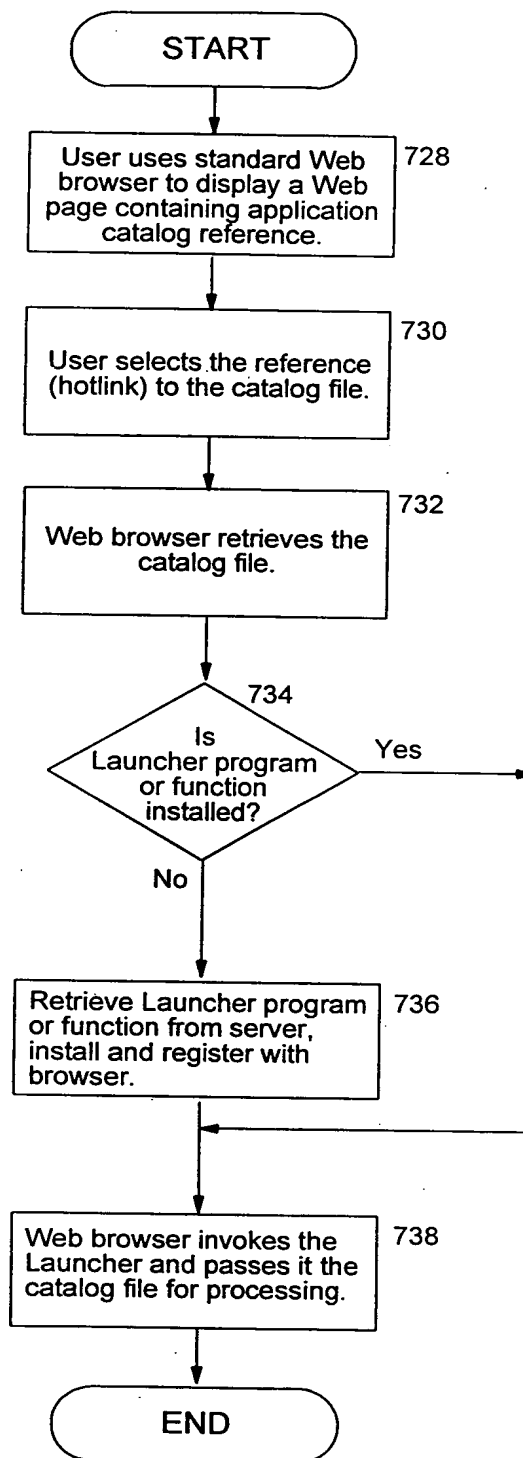 START
User uses standard Web
browser to display a Web
page containing application
catalog reference.
728
User selects the reference
(hotlink) to the catalog file.
730
Web browser retrieves the
catalog file.
732
734
Is
Launcher program
or function
installed?
Yes
No
Retrieve Launcher program
or function from server,
install and register with
browser.
736
Web browser invokes the
Launcher and passes it the
catalog file for processing.
738
END